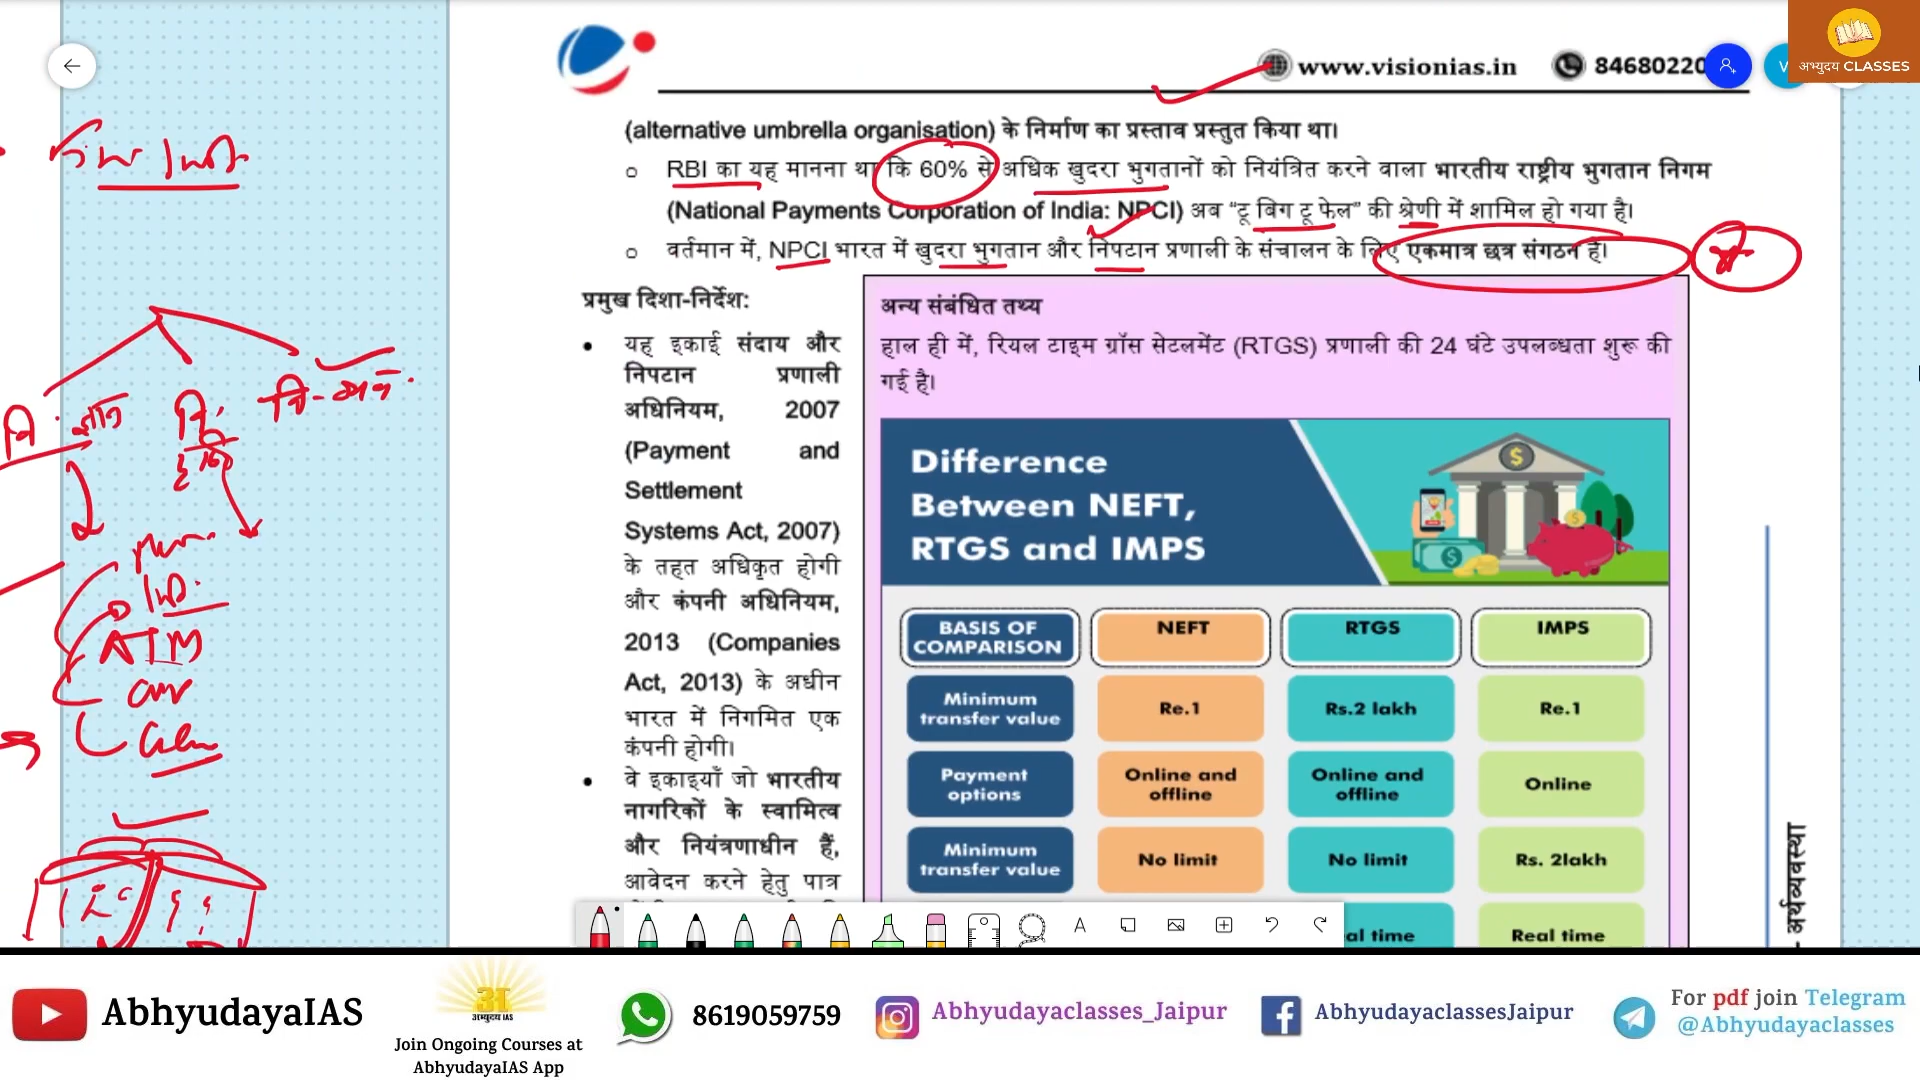 www.visionias.in
84680220
अभ्युदय CLASSES
(alternative umbrella organisation) के निर्माण का प्रस्ताव प्रस्तुत किया था।
RBI का यह मानना था कि 60% से अधिक खुदरा भुगतानों को नियंत्रित करने वाला भारतीय राष्ट्रीय भुगतान निगम
(National Payments Corporation of India: NPCI) अब "टू बिग टू फेल" की श्रेणी में शामिल हो गया है।
वर्तमान में, NPCI भारत में खुदरा भुगतान और निपटान प्रणाली के संचालन के लिए एकमात्र छत्र संगठन है।
प्रमुख दिशा-निर्देश:
यह इकाई संदाय और
निपटान प्रणाली
अधिनियम, 2007
(Payment and
Settlement
Systems Act, 2007)
के तहत अधिकृत होगी
और कंपनी अधिनियम,
2013 (Companies
Act, 2013) के अधीन
भारत में निगमित एक
कंपनी होगी।
वे इकाइयाँ जो भारतीय
नागरिकों के स्वामित्व
और नियंत्रणाधीन हैं,
आवेदन करने हेतु पात्र
अन्य संबंधित तथ्य
हाल ही में, रियल टाइम ग्रॉस सेटलमेंट (RTGS) प्रणाली की 24 घंटे उपलब्धता शुरू की
गई है।
Difference
Between NEFT,
RTGS and IMPS
BASIS OF COMPARISON NEFT RTGS IMPS
Minimum transfer value Re.1 Rs.2 lakh Re.1
Payment options Online and offline Online and offline Online
Minimum transfer value No limit No limit Rs. 2lakh
al time Real time
- अर्थव्यवस्था
ATM
AbhyudayaIAS
अभ्युदय IAS
Join Ongoing Courses at
AbhyudayaIAS App
8619059759
Abhyudayaclasses_Jaipur
AbhyudayaclassesJaipur
For pdf join Telegram
@Abhyudayaclasses